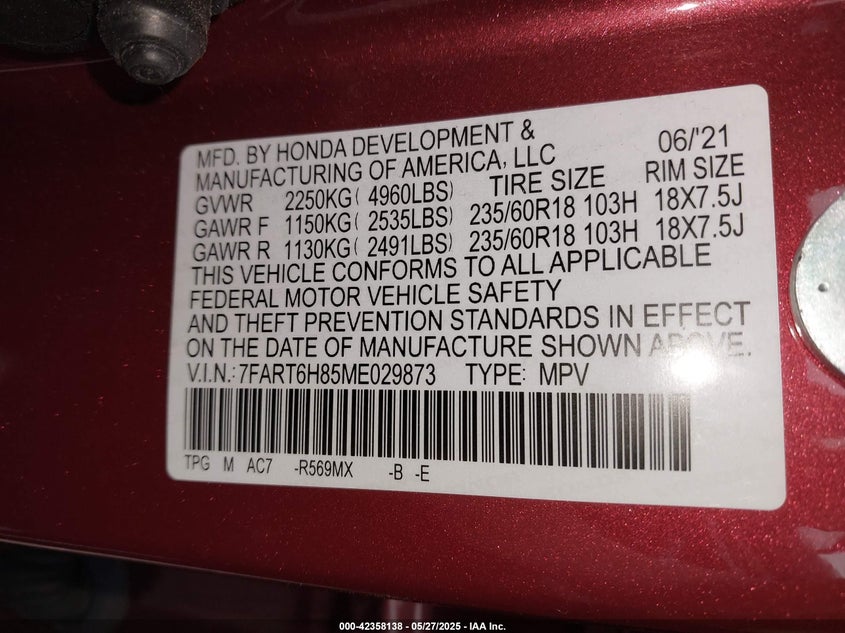 MFD. BY HONDA DEVELOPMENT & 06/'21
MANUFACTURING OF AMERICA, LLC TIRE SIZE RIM SIZE
GVWR 2250KG( 4960LBS)
GAWR F 1150KG( 2535LBS) 235/60R18 103H 18X7.5J
GAWR R 1130KG( 2491LBS) 235/60R18 103H 18X7.5J
THIS VEHICLE CONFORMS TO ALL APPLICABLE
FEDERAL MOTOR VEHICLE SAFETY
AND THEFT PREVENTION STANDARDS IN EFFECT
ON THE DATE OF MANUFACTURE SHOWN ABOVE.
V.I.N.: 7FART6H85ME029873 TYPE: MPV
TPG M AC7 -R569MX -B -E
000-42358138 - 05/27/2025 - IAA Inc.